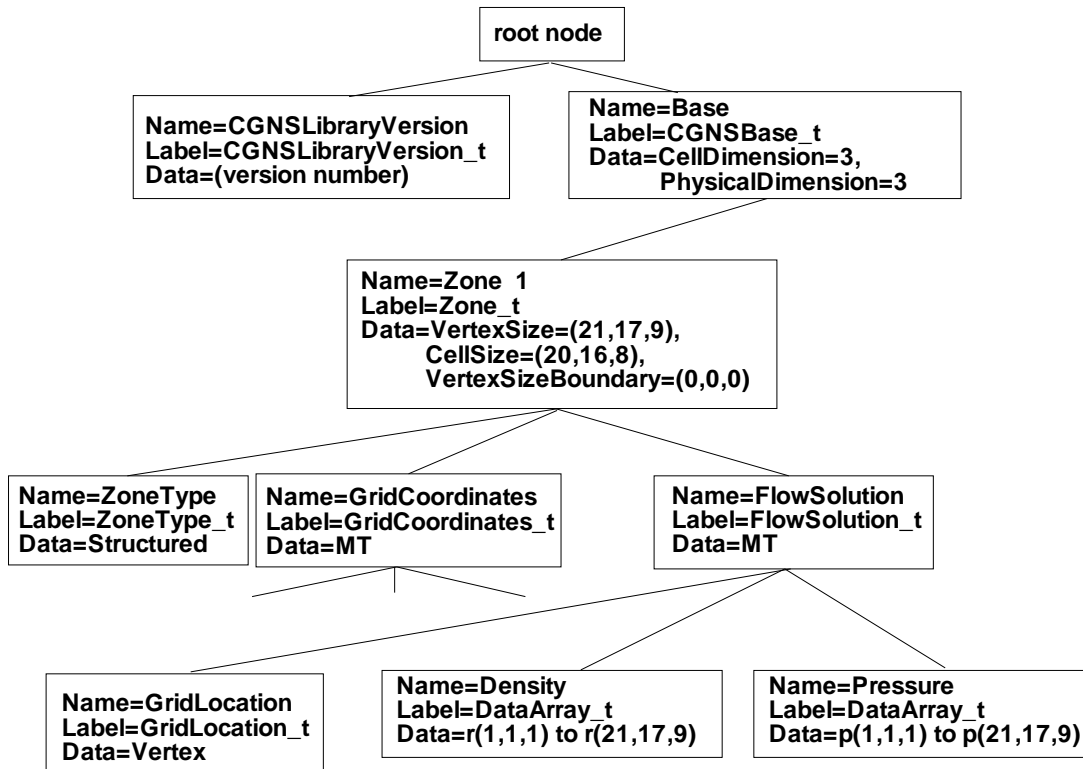 root node
Name=CGNSLibraryVersion
Label=CGNSLibraryVersion_t
Data=(version number)
Name=Base
Label=CGNSBase_t
Data=CellDimension=3,
PhysicalDimension=3
Name=Zone 1
Label=Zone_t
Data=VertexSize=(21,17,9),
CellSize=(20,16,8),
VertexSizeBoundary=(0,0,0)
Name=ZoneType
Label=ZoneType_t
Data=Structured
Name=GridCoordinates
Label=GridCoordinates_t
Data=MT
Name=FlowSolution
Label=FlowSolution_t
Data=MT
Name=GridLocation
Label=GridLocation_t
Data=Vertex
Name=Density
Label=DataArray_t
Data=r(1,1,1) to r(21,17,9)
Name=Pressure
Label=DataArray_t
Data=p(1,1,1) to p(21,17,9)